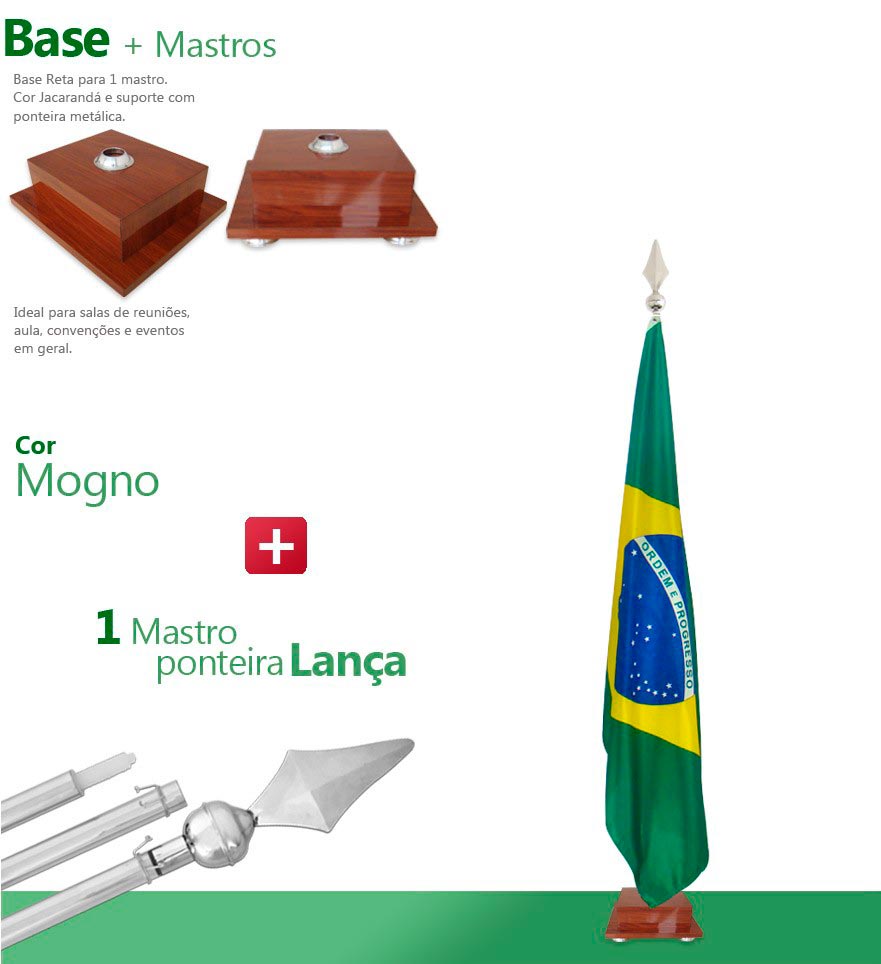 Base + Mastros
Base Reta para 1 mastro.
Cor Jacarandá e suporte com
ponteira metálica.
Ideal para salas de reuniões,
aula, convenções e eventos
em geral.
Cor
Mogno
1 Mastro
ponteira Lança
ORDEM E PROGRESSO